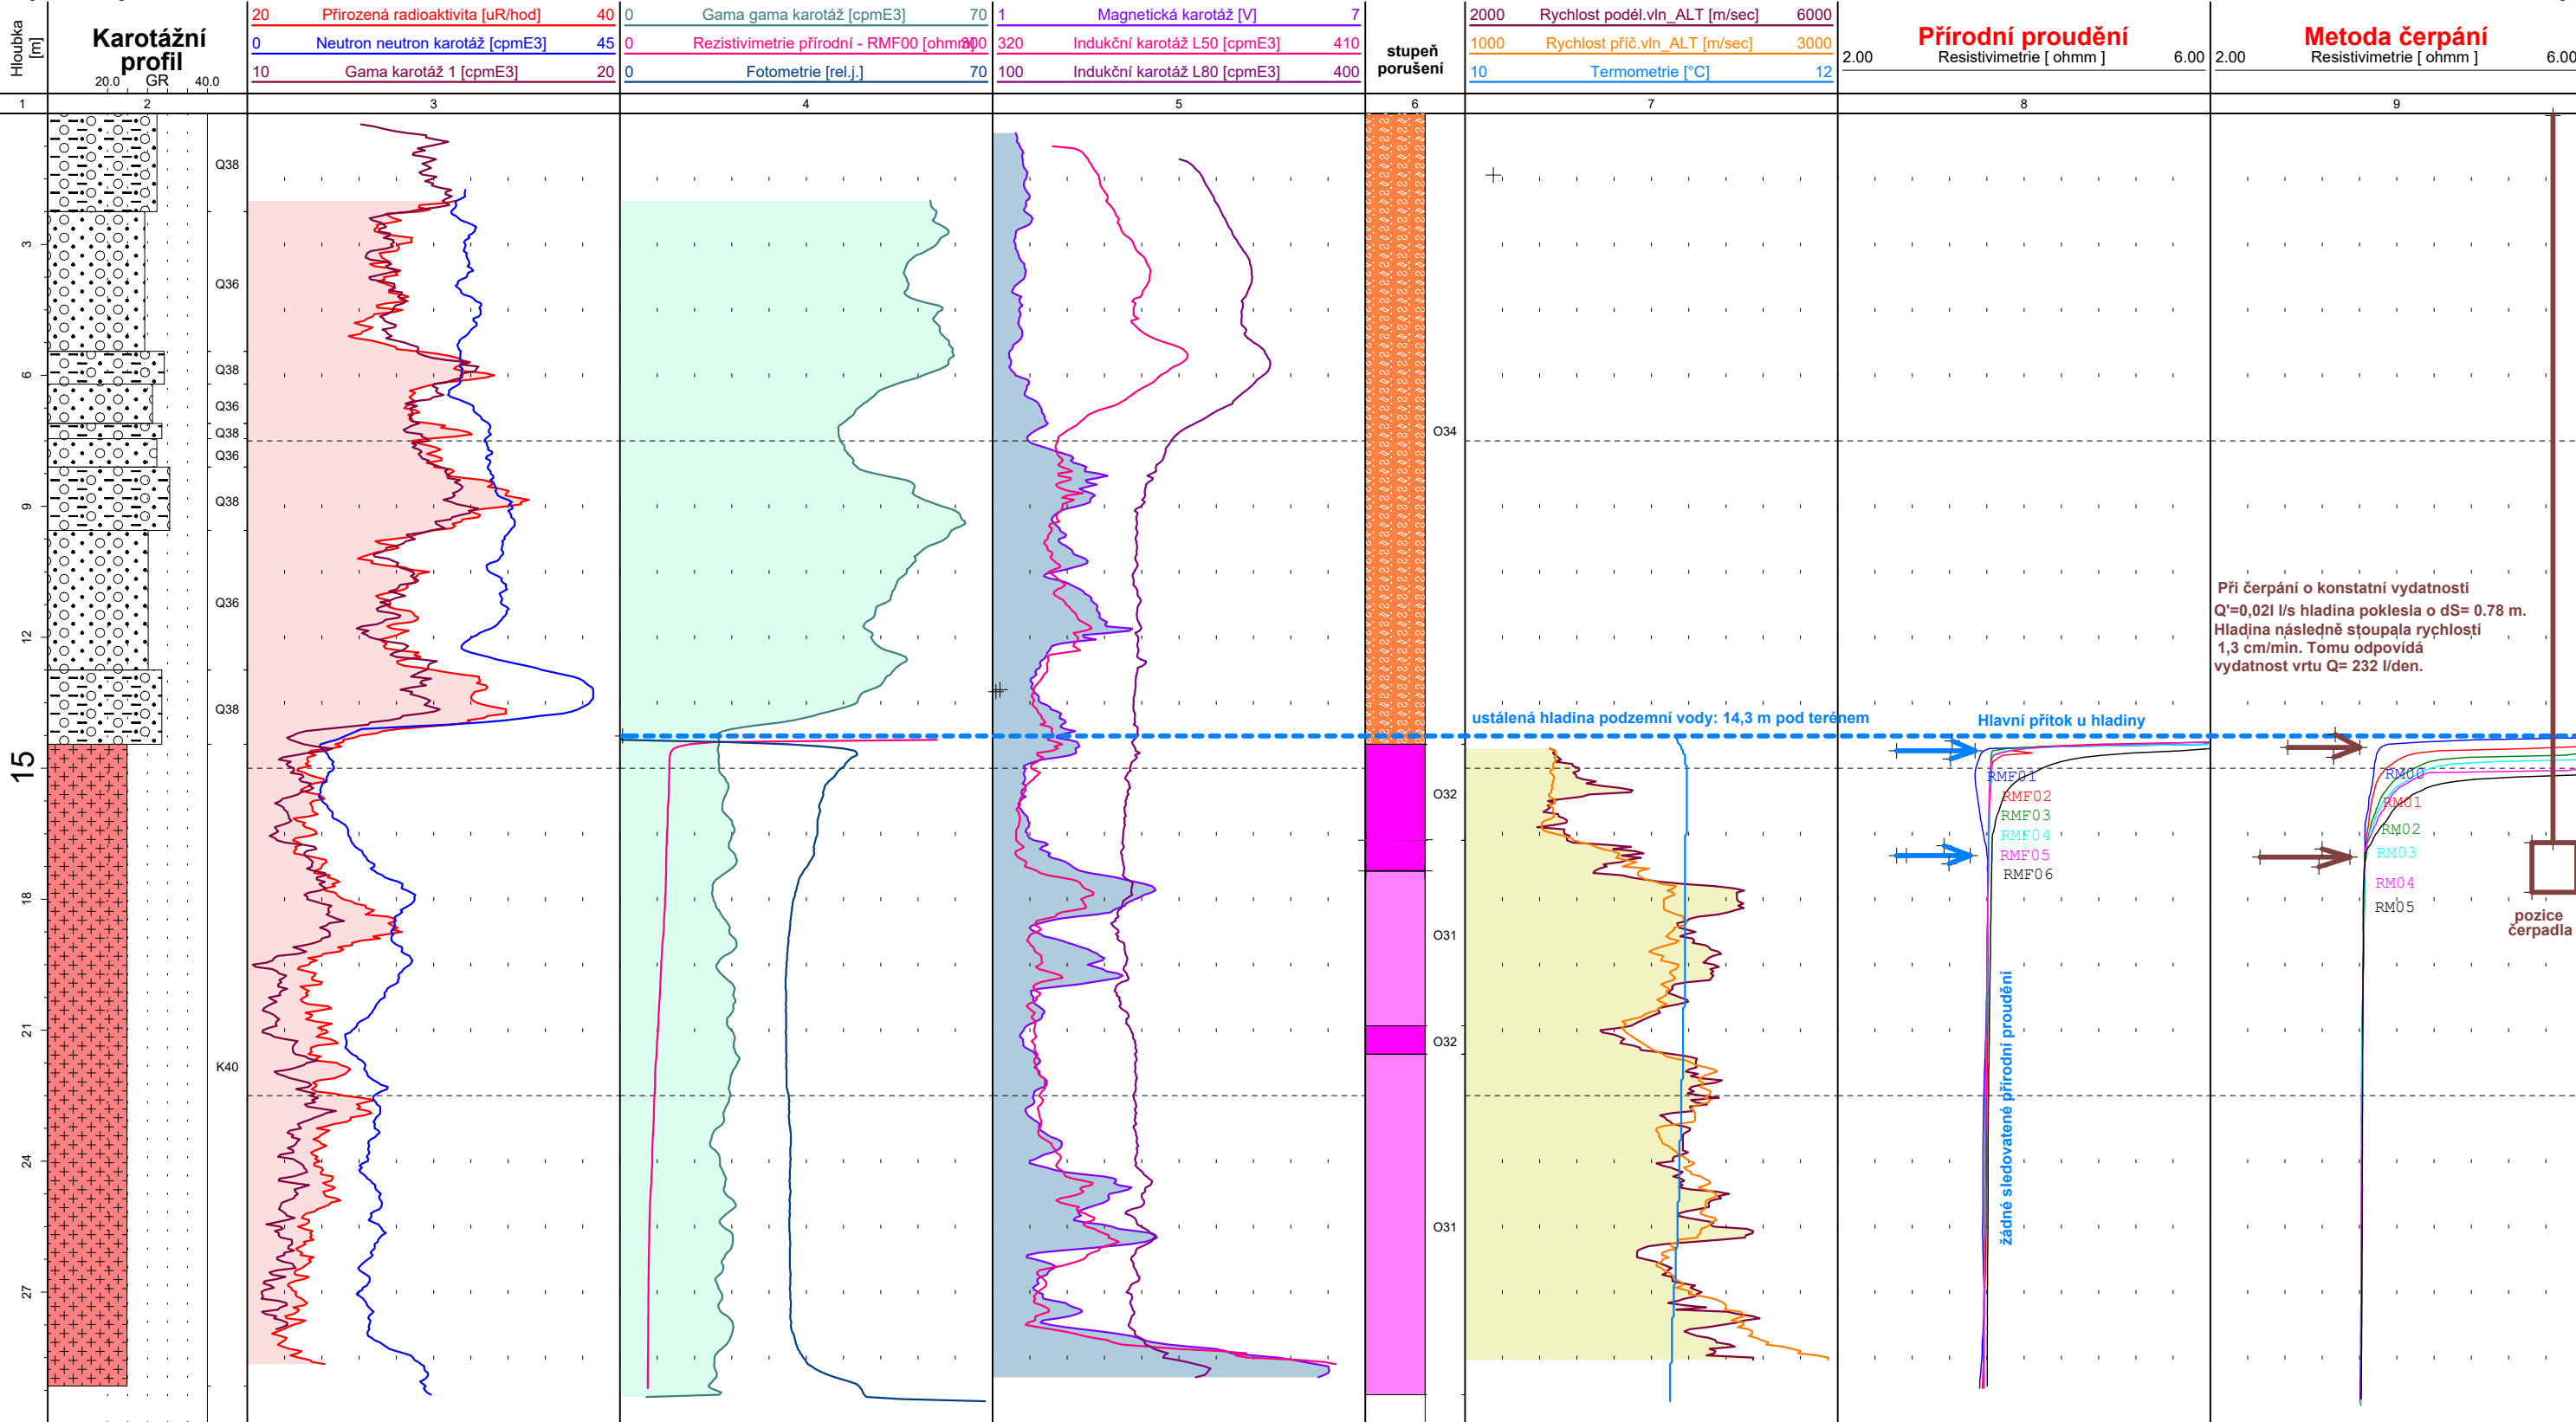 Hloubka
[m]
Karotážní
profil
20.0 GR 40.0
20 Přirozená radioaktivita [uR/hod] 40
0 Neutron neutron karotáž [cpmE3] 45
10 Gama karotáž 1 [cpmE3] 20
0 Gama gama karotáž [cpmE3] 70
0 Rezistivimetrie přírodní - RMF00 [ohmm] 300
0 Fotometrie [rel.j.] 70
1 Magnetická karotáž [V] 7
320 Indukční karotáž L50 [cpmE3] 410
100 Indukční karotáž L80 [cpmE3] 400
stupeň
porušení
2000 Rychlost podél.vln_ALT [m/sec] 6000
1000 Rychlost příč.vln_ALT [m/sec] 3000
10 Termometrie [°C] 12
Přírodní proudění
2.00 Resistivimetrie [ ohmm ] 6.00
Metoda čerpání
2.00 Resistivimetrie [ ohmm ] 6.00
1 2 3 4 5 6 7 8 9
3
6
9
12
15
18
21
24
27
Q38
Q36
Q38
Q36
Q38
Q36
Q38
Q36
Q38
K40
O34
O32
O31
O32
O31
ustálená hladina podzemní vody: 14,3 m pod terénem
Hlavní přítok u hladiny
RMF01
RMF02
RMF03
RMF04
RMF05
RMF06
žádné sledovatené přírodní proudění
Při čerpání o konstatní vydatnosti
Q'=0,02l l/s hladina poklesla o dS= 0.78 m.
Hladina následně stoupala rychlostí
1,3 cm/min. Tomu odpovídá
vydatnost vrtu Q= 232 l/den.
RM00
RM01
RM02
RM03
RM04
RM05
pozice
čerpadla